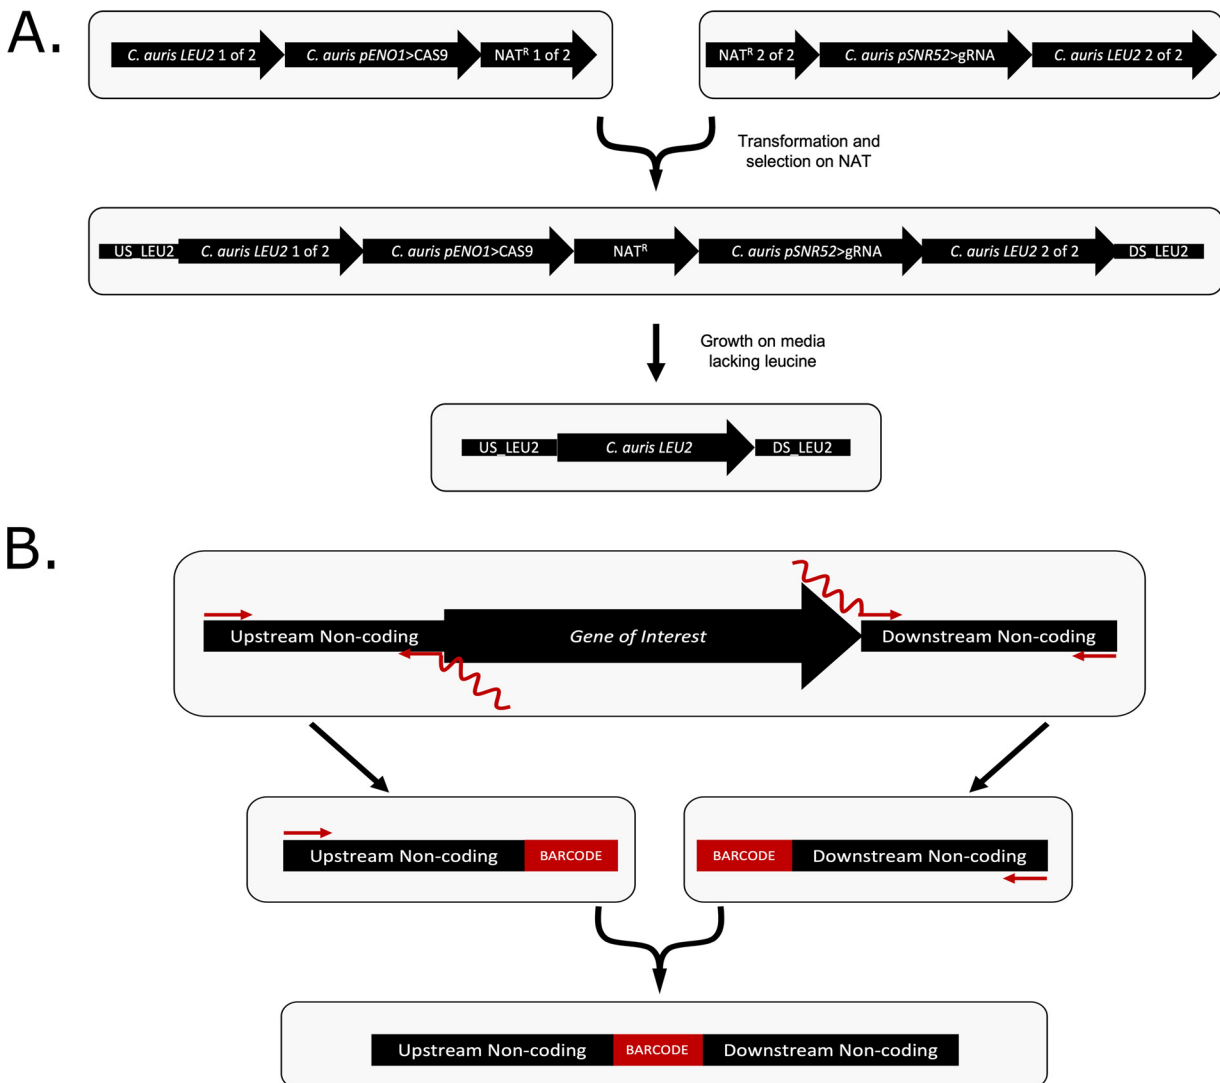 A.
C. auris LEU2 1 of 2 C. auris pENO1>CAS9 NATᴿ 1 of 2
NATᴿ 2 of 2 C. auris pSNR52>gRNA C. auris LEU2 2 of 2
Transformation and
selection on NAT
US_LEU2 C. auris LEU2 1 of 2 C. auris pENO1>CAS9 NATᴿ C. auris pSNR52>gRNA C. auris LEU2 2 of 2 DS_LEU2
Growth on media
lacking leucine
US_LEU2 C. auris LEU2 DS_LEU2
B.
Upstream Non-coding Gene of Interest Downstream Non-coding
Upstream Non-coding BARCODE
BARCODE Downstream Non-coding
Upstream Non-coding BARCODE Downstream Non-coding